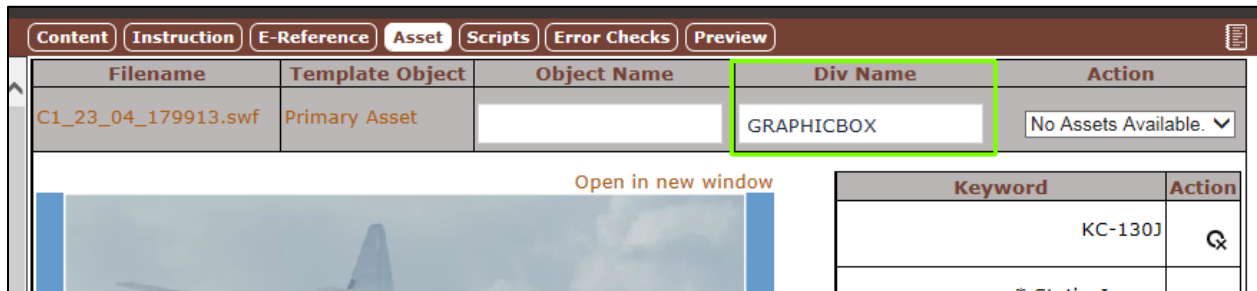 Content Instruction E-Reference Asset Scripts Error Checks Preview
Filename Template Object Object Name Div Name Action
C1_23_04_179913.swf Primary Asset GRAPHICBOX No Assets Available.
Open in new window
Keyword Action
KC-130J